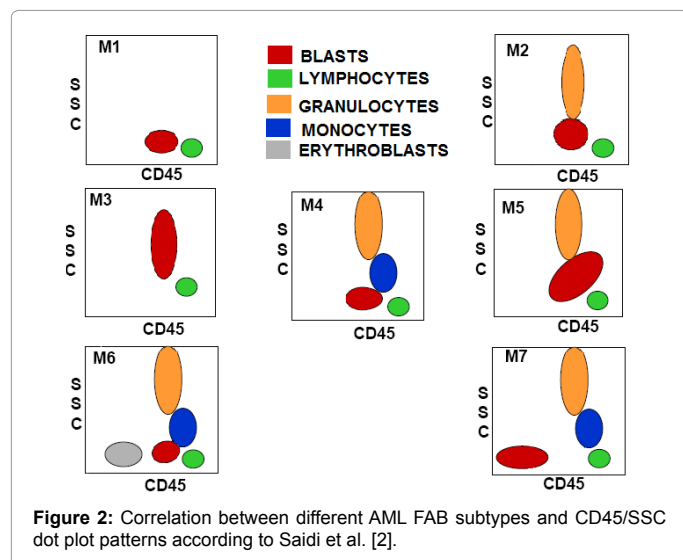 M1
S
S
C
CD45
BLASTS
LYMPHOCYTES
GRANULOCYTES
MONOCYTES
ERYTHROBLASTS
M2
S
S
C
CD45
M3
S
S
C
CD45
M4
S
S
C
CD45
M5
S
S
C
CD45
M6
S
S
C
CD45
M7
S
S
C
CD45
Figure 2: Correlation between different AML FAB subtypes and CD45/SSC
dot plot patterns according to Saidi et al. [2].